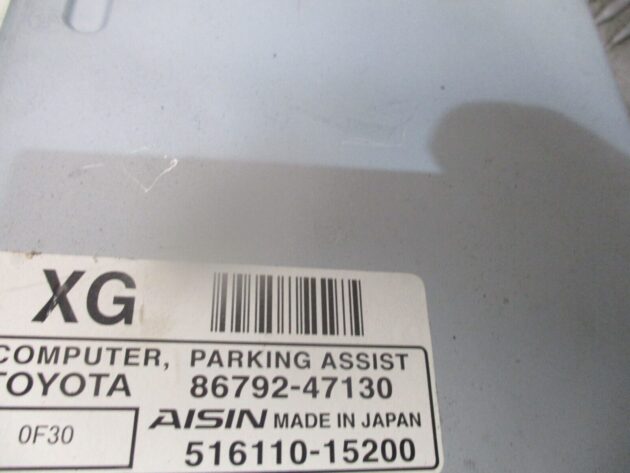 XG
COMPUTER, PARKING ASSIST
TOYOTA 86792-47130
0F30
AISIN MADE IN JAPAN
516110-15200